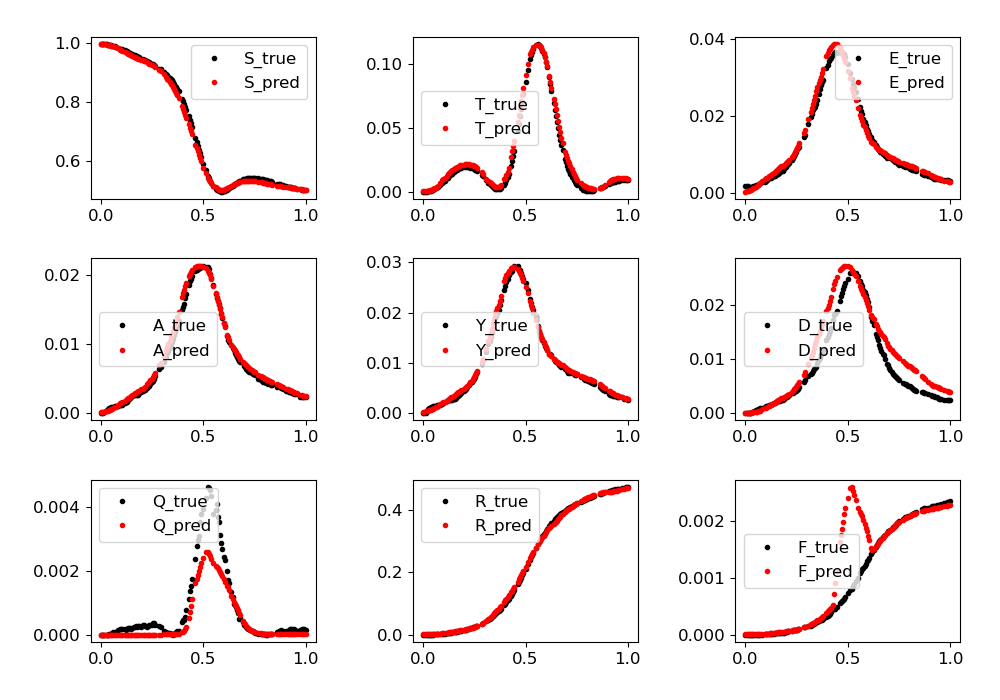 1.0
0.8
0.6
S_true
S_pred
0.0 0.5 1.0
0.10
0.05
0.00
T_true
T_pred
0.0 0.5 1.0
0.04
0.02
0.00
E_true
E_pred
0.0 0.5 1.0
0.02
0.01
0.00
A_true
A_pred
0.0 0.5 1.0
0.03
0.02
0.01
0.00
Y_true
Y_pred
0.0 0.5 1.0
0.02
0.01
0.00
D_true
D_pred
0.0 0.5 1.0
0.004
0.002
0.000
Q_true
Q_pred
0.0 0.5 1.0
0.4
0.2
0.0
R_true
R_pred
0.0 0.5 1.0
0.002
0.001
0.000
F_true
F_pred
0.0 0.5 1.0